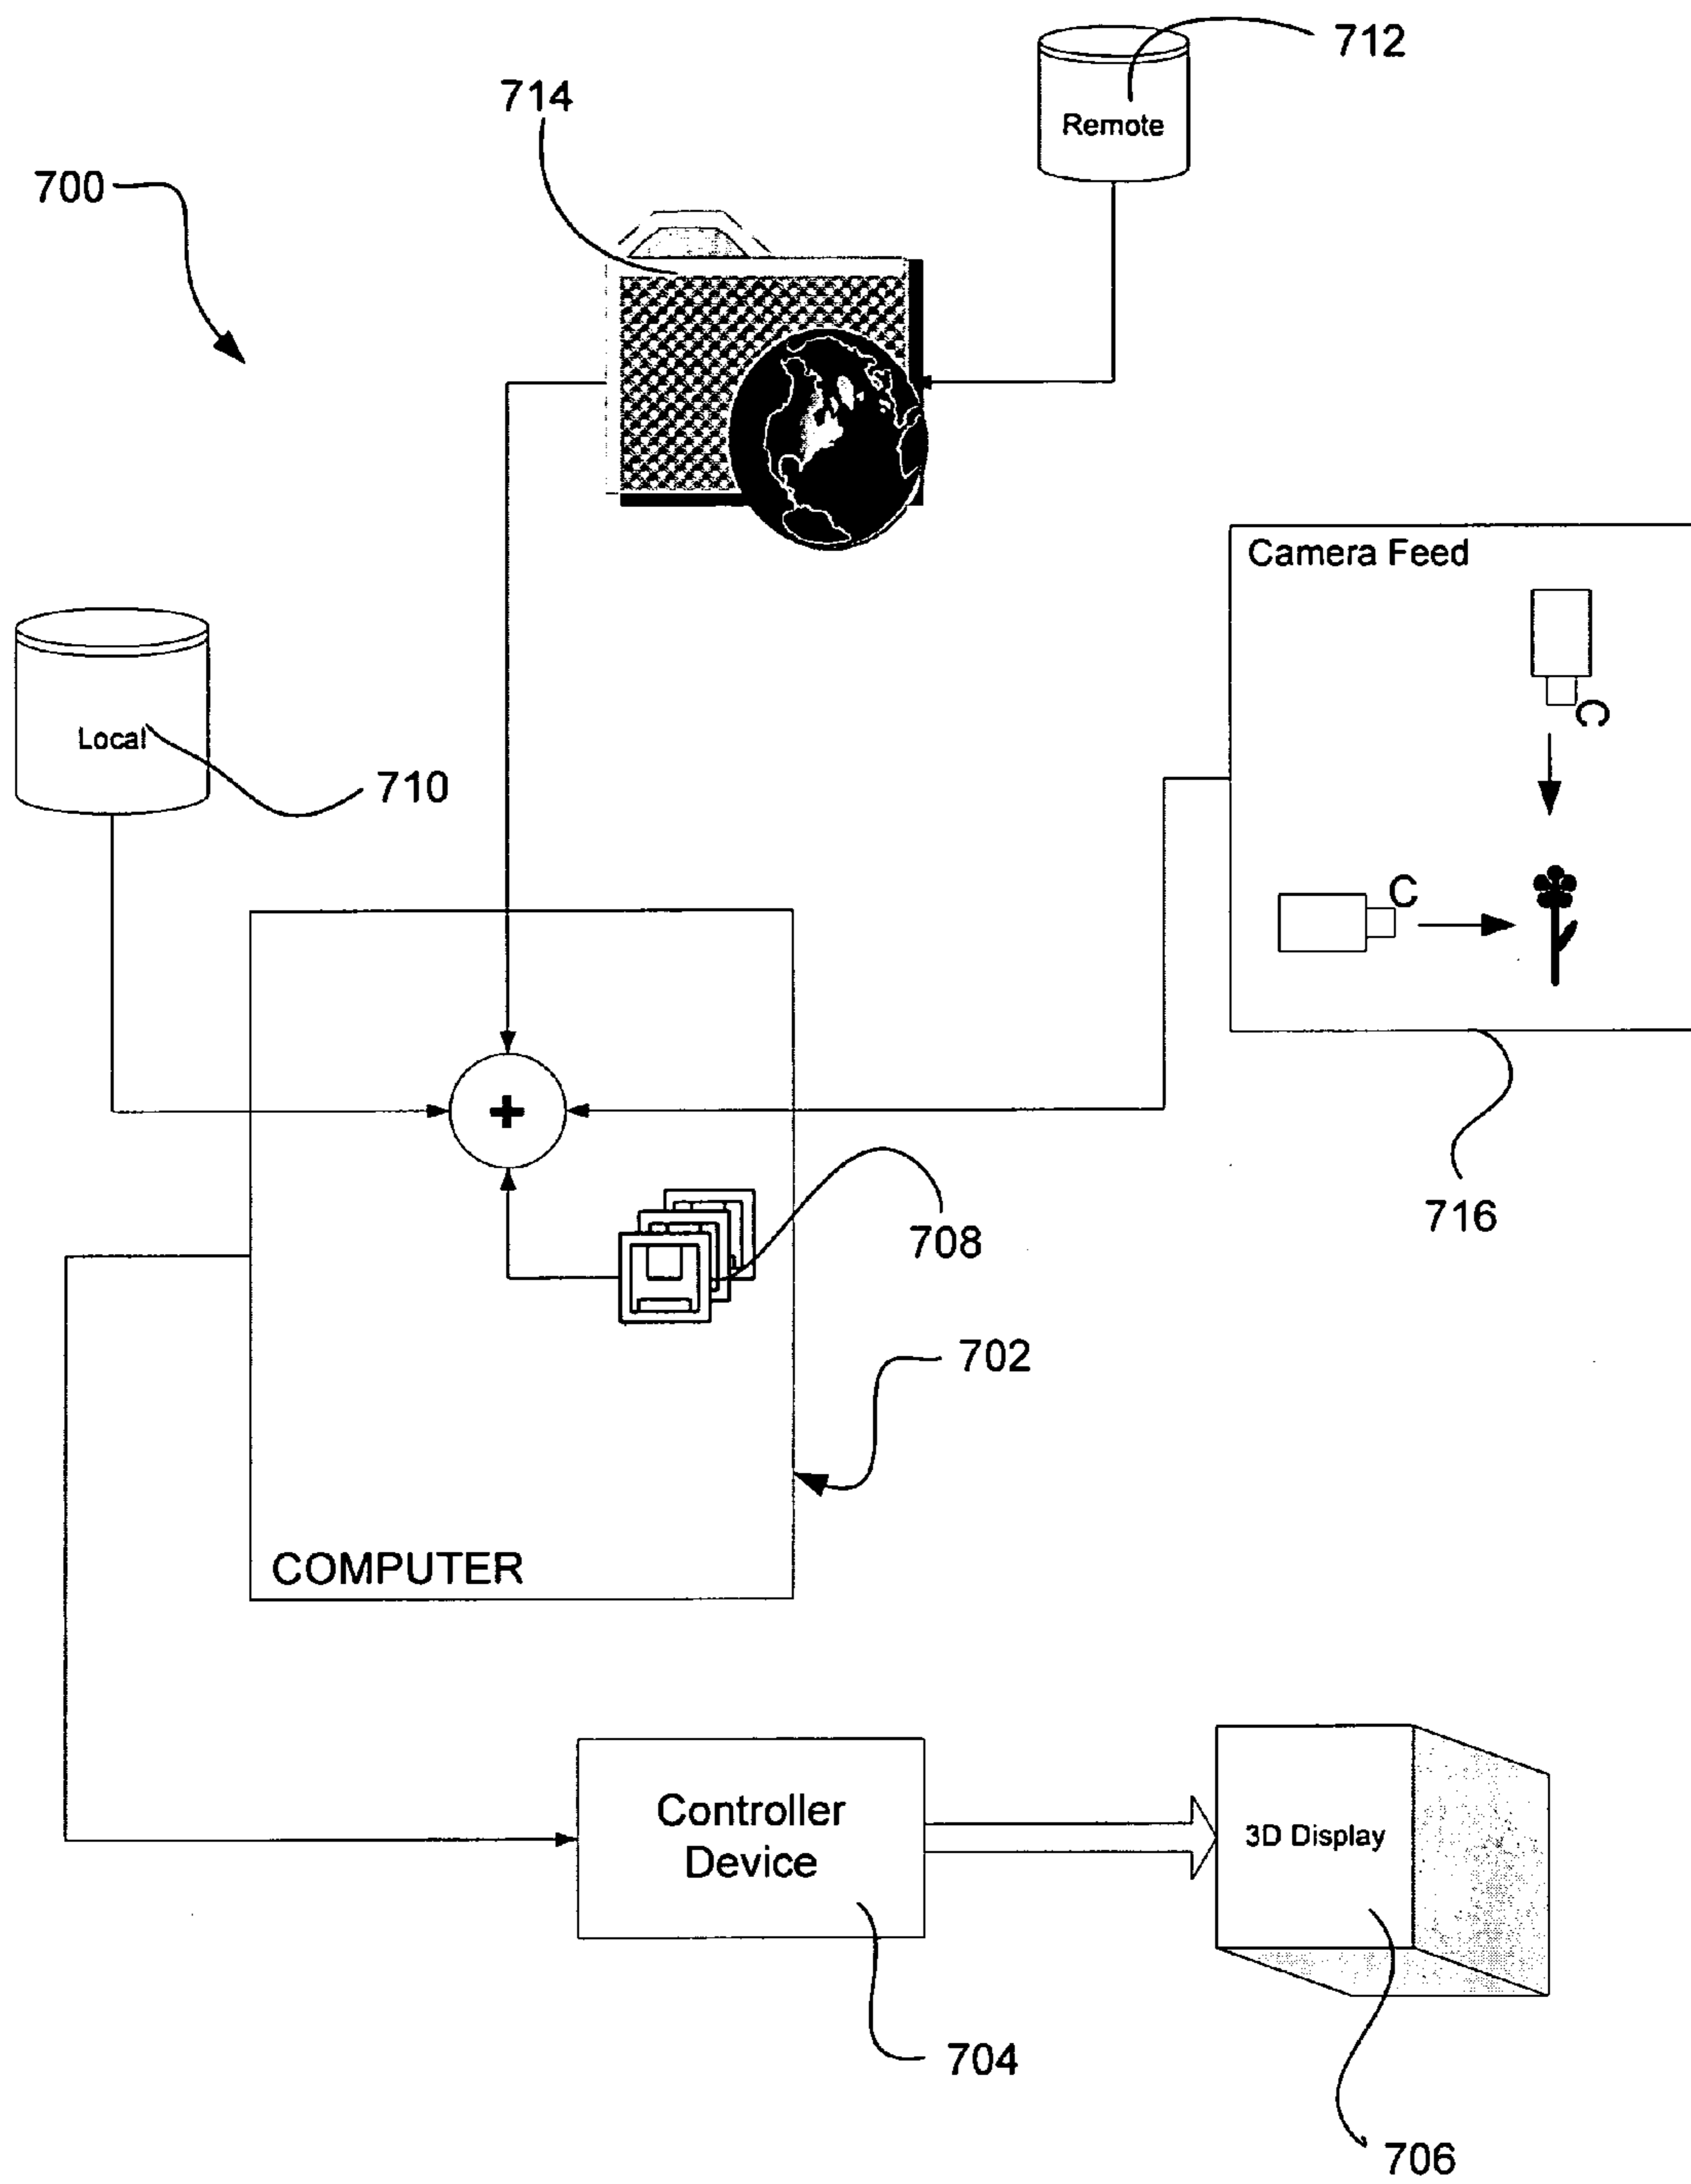 712
Remote
714
700
Camera Feed
C
Local
710
C
+
708
716
702
COMPUTER
Controller
Device
3D Display
704
706